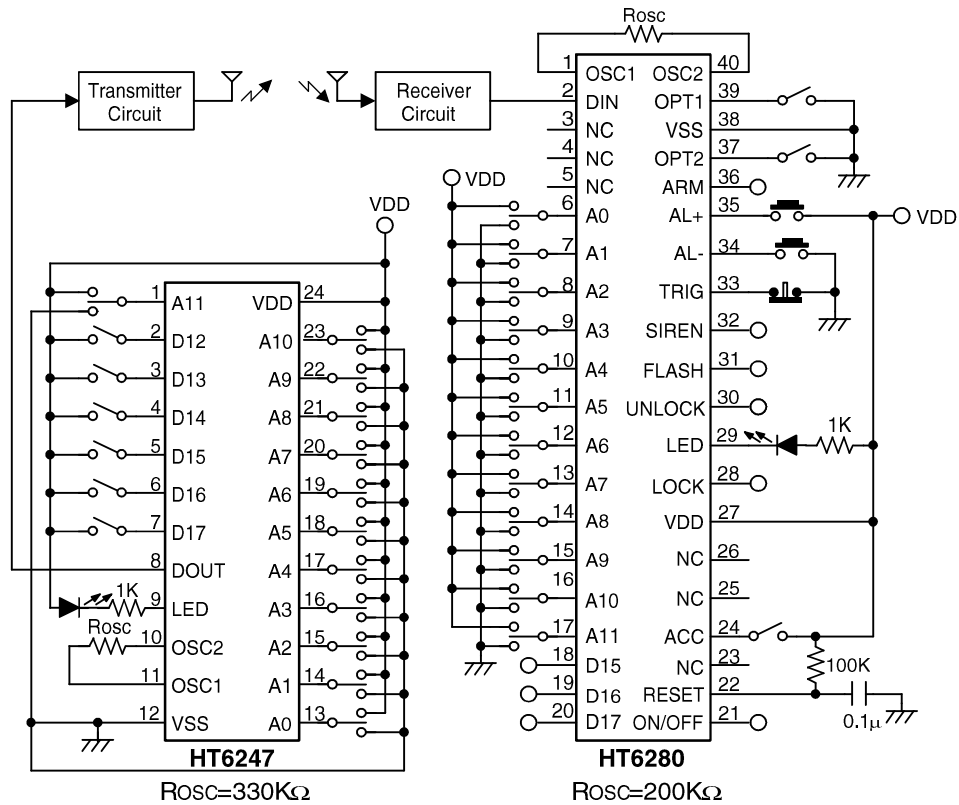 Rosc
Transmitter
Circuit
Receiver
Circuit
VDD
1 A11
2 D12
3 D13
4 D14
5 D15
6 D16
7 D17
8 DOUT
9 LED
10 OSC2
11 OSC1
12 VSS
VDD 24
A10 23
A9 22
A8 21
A7 20
A6 19
A5 18
A4 17
A3 16
A2 15
A1 14
A0 13
1K
Rosc
HT6247
ROSC=330KΩ
VDD
1 OSC1
2 DIN
3 NC
4 NC
5 NC
6 A0
7 A1
8 A2
9 A3
10 A4
11 A5
12 A6
13 A7
14 A8
15 A9
16 A10
17 A11
18 D15
19 D16
20 D17
OSC2 40
OPT1 39
VSS 38
OPT2 37
ARM 36
AL+ 35
AL- 34
TRIG 33
SIREN 32
FLASH 31
UNLOCK 30
LED 29
LOCK 28
VDD 27
NC 26
NC 25
ACC 24
NC 23
RESET 22
ON/OFF 21
VDD
1K
100K
0.1μ
HT6280
ROSC=200KΩ